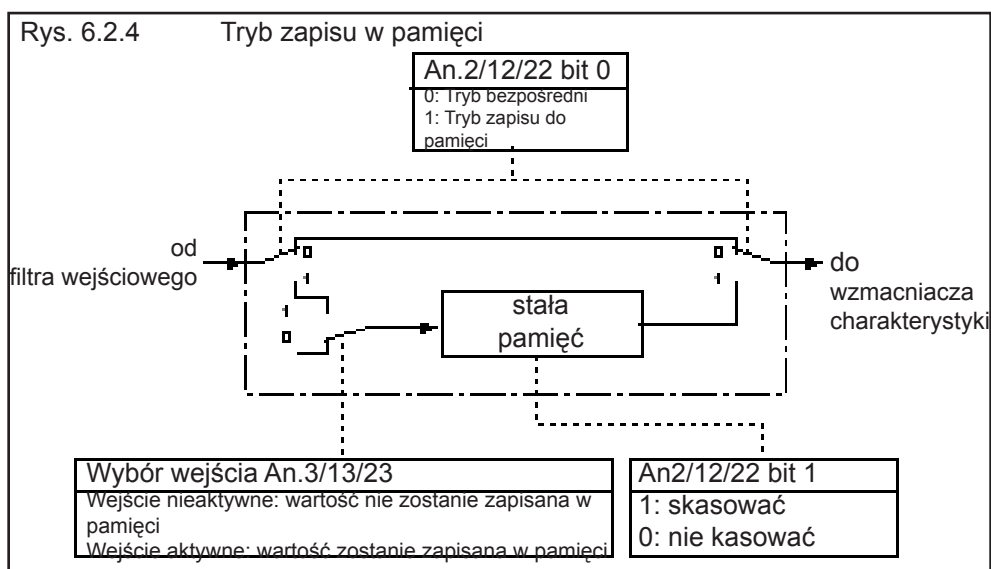 Rys. 6.2.4 Tryb zapisu w pamięci
An.2/12/22 bit 0
0: Tryb bezpośredni
1: Tryb zapisu do
pamięci
od
filtra wejściowego
0
1
1
0
0
1
stała
pamięć
do
wzmacniacza
charakterystyki
Wybór wejścia An.3/13/23
Wejście nieaktywne: wartość nie zostanie zapisana w
pamięci
Wejście aktywne: wartość zostanie zapisana w pamięci
An2/12/22 bit 1
1: skasować
0: nie kasować